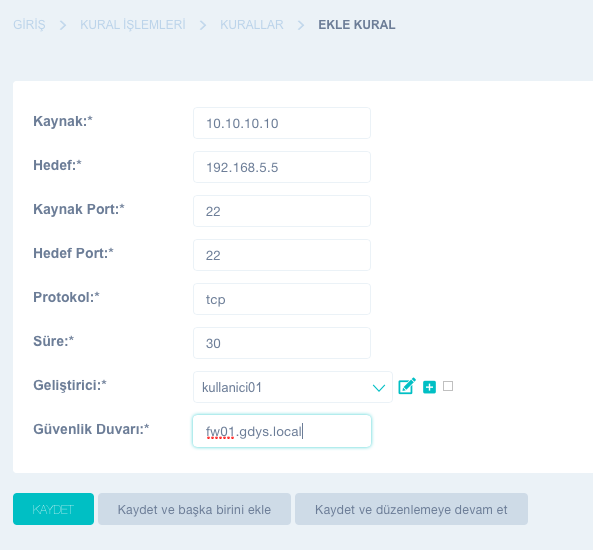 GİRİŞ > KURAL İŞLEMLERİ > KURALLAR > EKLE KURAL
Kaynak:* 10.10.10.10
Hedef:* 192.168.5.5
Kaynak Port:* 22
Hedef Port:* 22
Protokol:* tcp
Süre:* 30
Geliştirici:* kullanici01
Güvenlik Duvarı:* fw01.gdys.local
KAYDET Kaydet ve başka birini ekle Kaydet ve düzenlemeye devam et